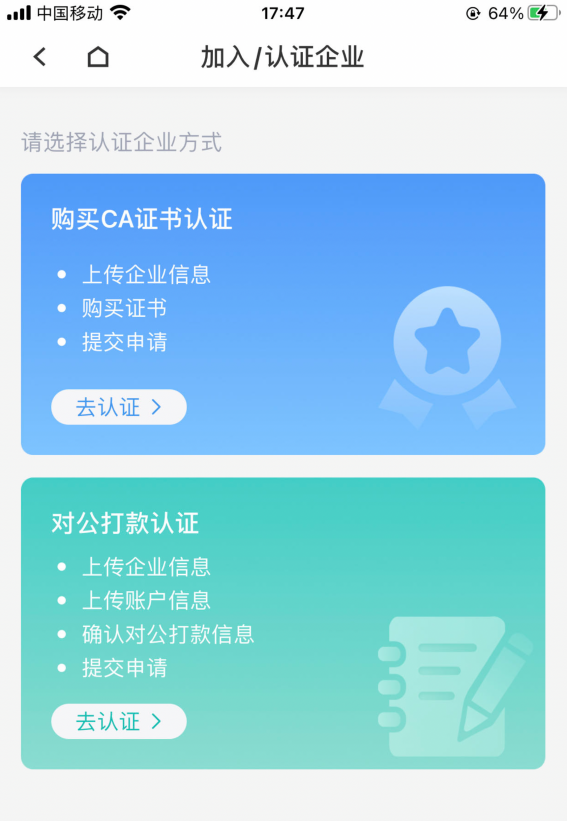 中国移动
17:47
64%
加入/认证企业
请选择认证企业方式
购买CA证书认证
上传企业信息
购买证书
提交申请
去认证
对公打款认证
上传企业信息
上传账户信息
确认对公打款信息
提交申请
去认证